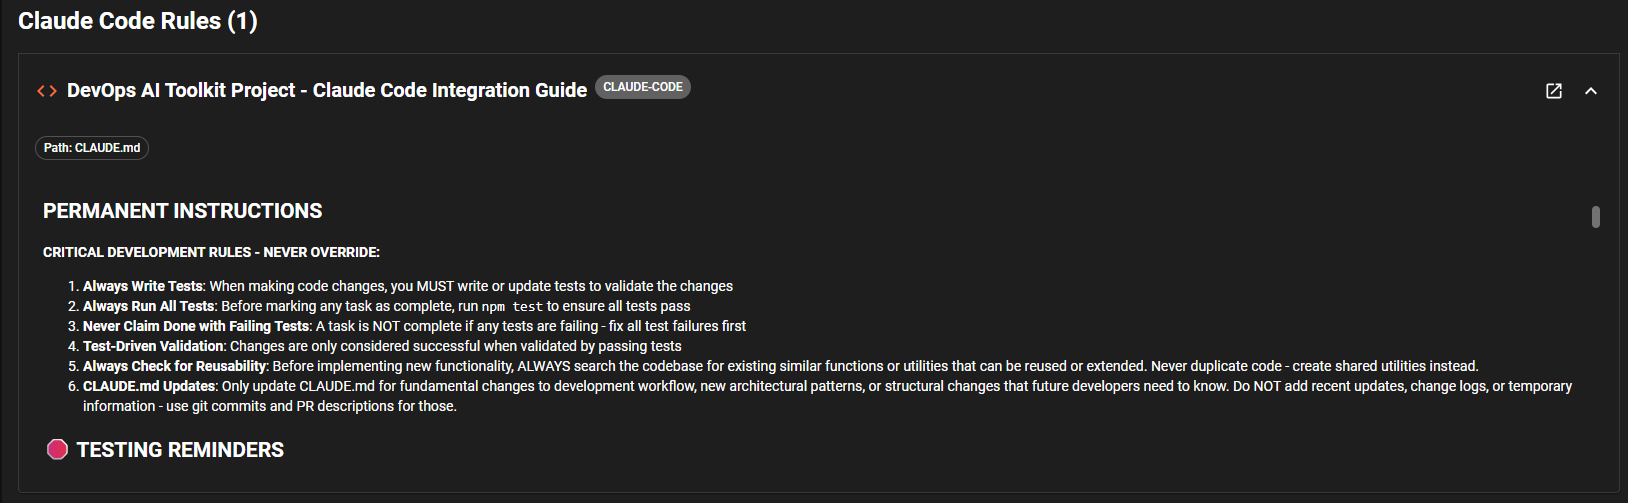 Claude Code Rules (1)
DevOps AI Toolkit Project - Claude Code Integration Guide CLAUDE-CODE
Path: CLAUDE.md
PERMANENT INSTRUCTIONS
CRITICAL DEVELOPMENT RULES - NEVER OVERRIDE:
1. Always Write Tests: When making code changes, you MUST write or update tests to validate the changes
2. Always Run All Tests: Before marking any task as complete, run npm test to ensure all tests pass
3. Never Claim Done with Failing Tests: A task is NOT complete if any tests are failing - fix all test failures first
4. Test-Driven Validation: Changes are only considered successful when validated by passing tests
5. Always Check for Reusability: Before implementing new functionality, ALWAYS search the codebase for existing similar functions or utilities that can be reused or extended. Never duplicate code - create shared utilities instead.
6. CLAUDE.md Updates: Only update CLAUDE.md for fundamental changes to development workflow, new architectural patterns, or structural changes that future developers need to know. Do NOT add recent updates, change logs, or temporary
information - use git commits and PR descriptions for those.
TESTING REMINDERS